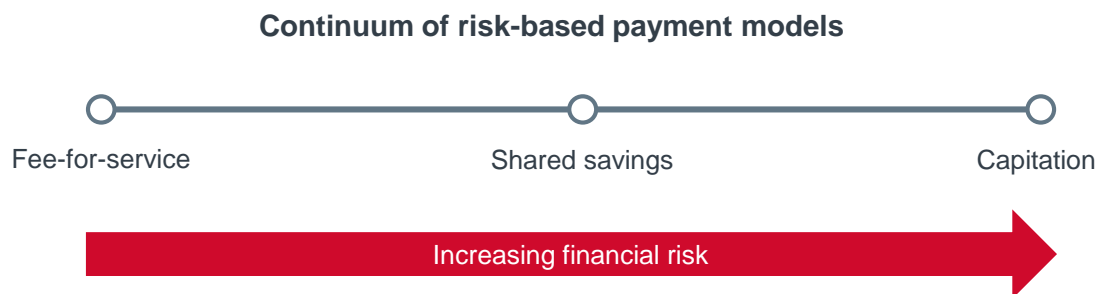 Continuum of risk-based payment models
Fee-for-service
Shared savings
Capitation
Increasing financial risk